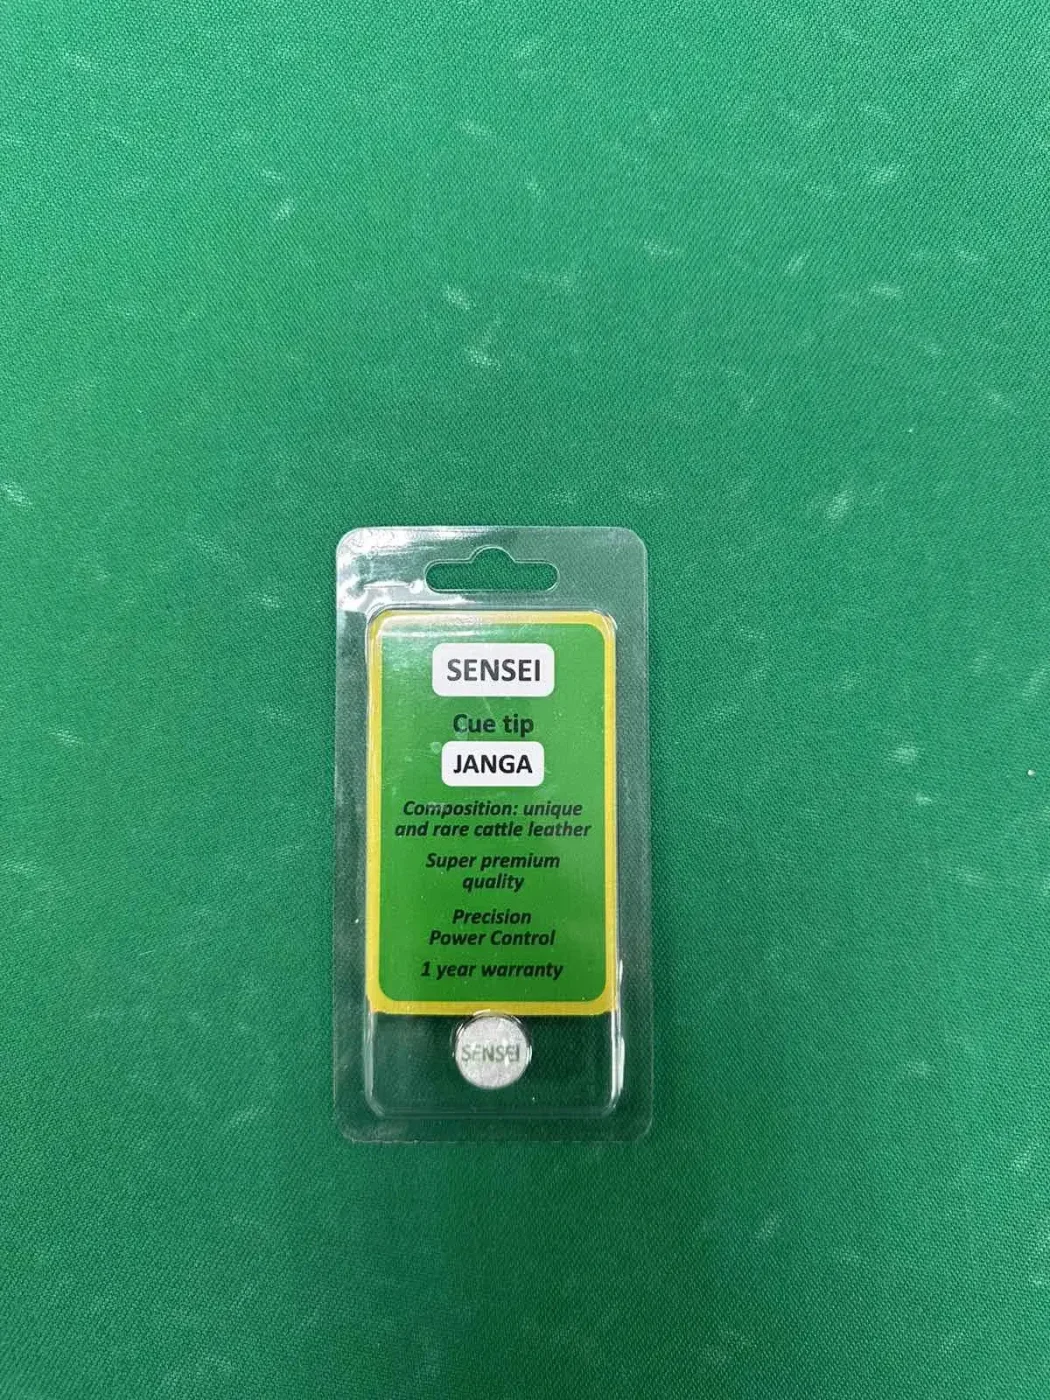 SENSEI
Cue tip
JANGA
Composition: unique
and rare cattle leather
Super premium
quality
Precision
Power Control
1 year warranty
SENSEI